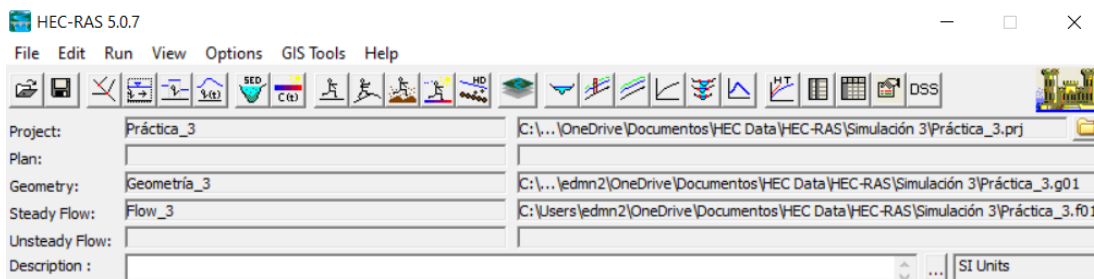 HEC-RAS 5.0.7
File Edit Run View Options GIS Tools Help
SED C(t) HD H.T. DSS
Project: Práctica_3 C:\...\OneDrive\Documentos\HEC Data\HEC-RAS\Simulación 3\Práctica_3.prj
Plan:
Geometry: Geometría_3 C:\...\edmn2\OneDrive\Documentos\HEC Data\HEC-RAS\Simulación 3\Práctica_3.g01
Steady Flow: Flow_3 C:\Users\edmn2\OneDrive\Documentos\HEC Data\HEC-RAS\Simulación 3\Práctica_3.f01
Unsteady Flow:
Description : ... SI Units